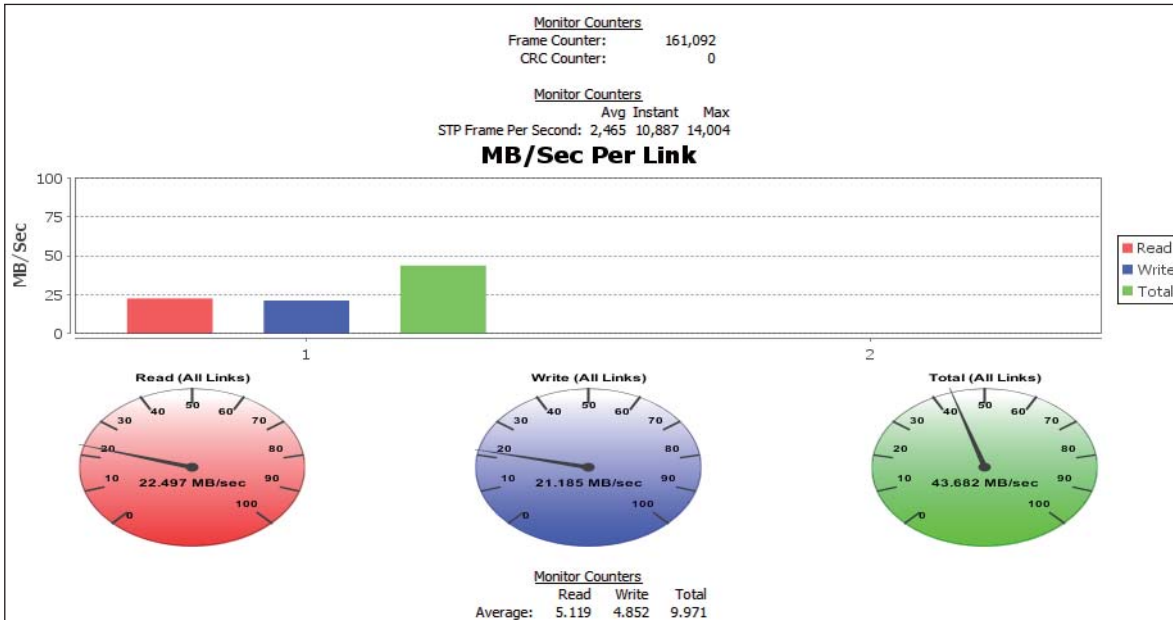 Monitor Counters
Frame Counter: 161,092
CRC Counter: 0
Monitor Counters
Avg Instant Max
STP Frame Per Second: 2,465 10,887 14,004
MB/Sec Per Link
100
75
50
25
0
MB/Sec
Read
Write
Total
1 2
Read (All Links)
0 10 20 30 40 50 60 70 80 90 100
22.497 MB/sec
Write (All Links)
0 10 20 30 40 50 60 70 80 90 100
21.185 MB/sec
Total (All Links)
0 10 20 30 40 50 60 70 80 90 100
43.682 MB/sec
Monitor Counters
Read Write Total
Average: 5.119 4.852 9.971